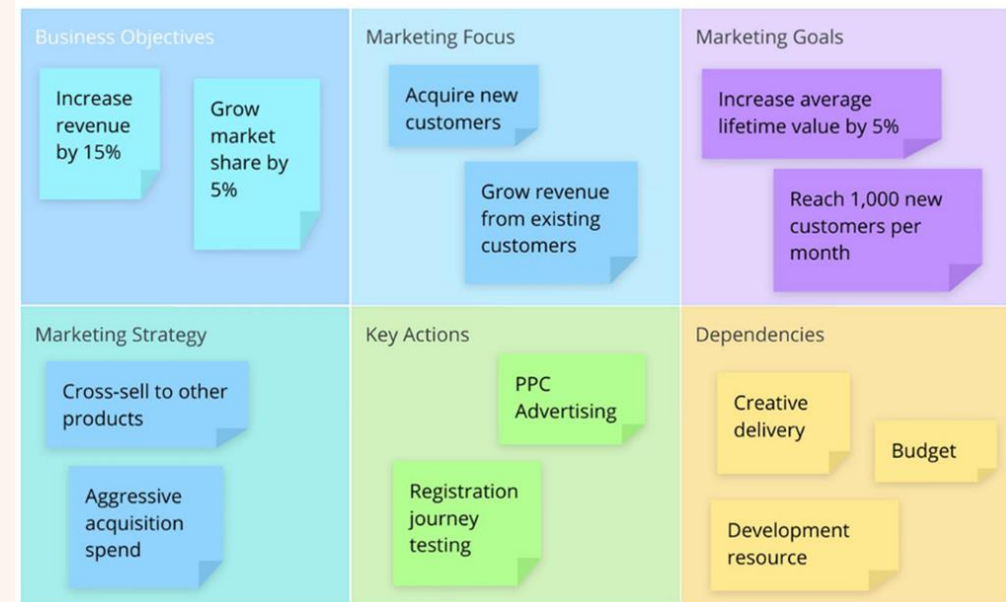 Business Objectives
Increase
revenue
by 15%
Grow
market
share by
5%
Marketing Focus
Acquire new
customers
Grow revenue
from existing
customers
Marketing Goals
Increase average
lifetime value by 5%
Reach 1,000 new
customers per
month
Marketing Strategy
Cross-sell to other
products
Aggressive
acquisition
spend
Key Actions
PPC
Advertising
Registration
journey
testing
Dependencies
Creative
delivery
Budget
Development
resource